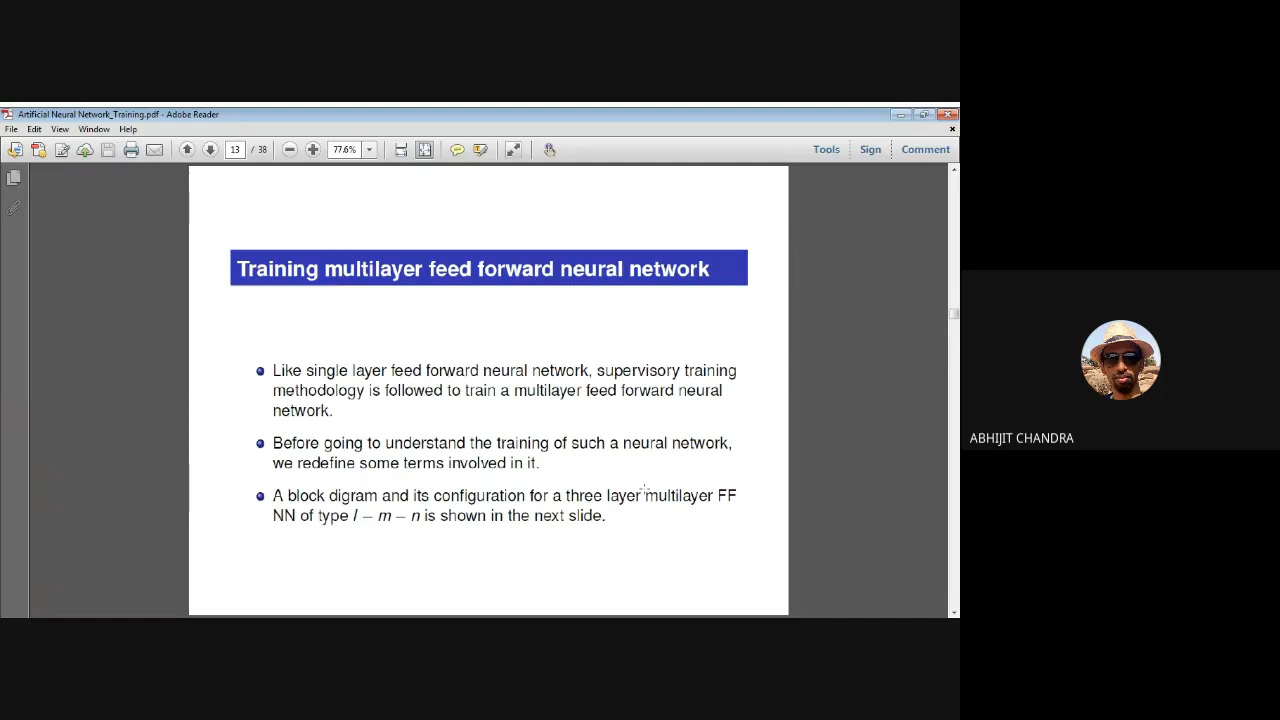 Artificial Neural Network_Training.pdf - Adobe Reader
File Edit View Window Help
13 / 38 77.6% Tools Sign Comment
Training multilayer feed forward neural network
Like single layer feed forward neural network, supervisory training
methodology is followed to train a multilayer feed forward neural
network.
Before going to understand the training of such a neural network,
we redefine some terms involved in it.
A block digram and its configuration for a three layer multilayer FF
NN of type l − m − n is shown in the next slide.
ABHIJIT CHANDRA